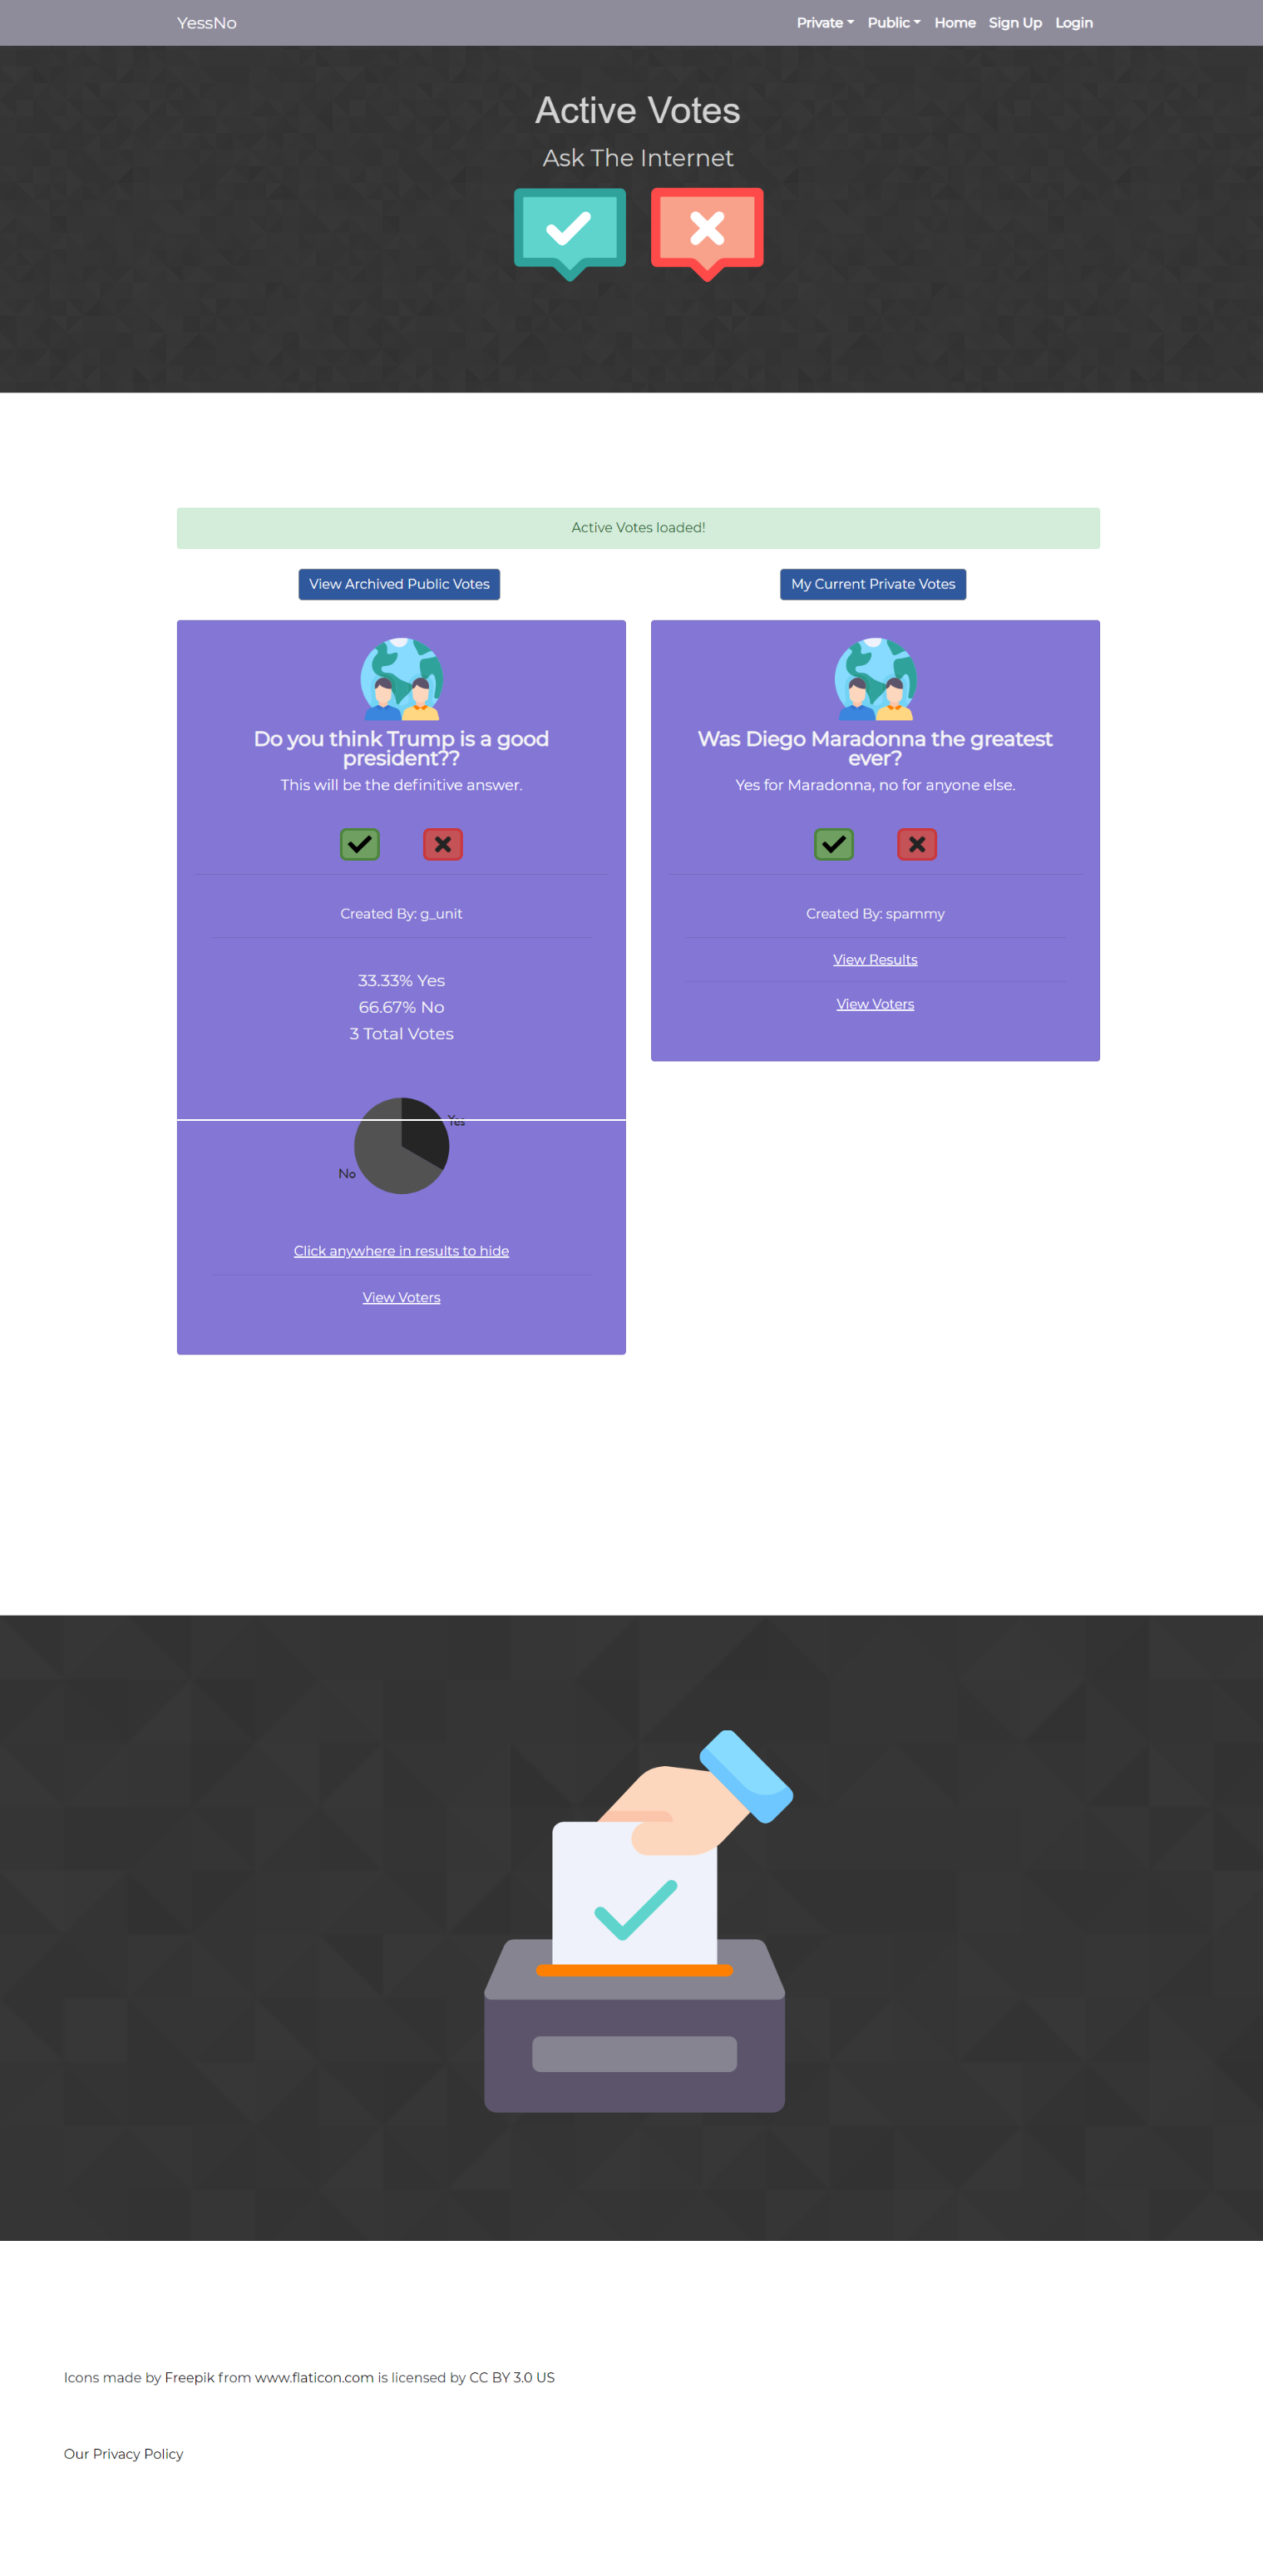 YessNo
Private Public Home Sign Up Login
Active Votes
Ask The Internet
Active Votes loaded!
View Archived Public Votes
My Current Private Votes
Do you think Trump is a good
president??
This will be the definitive answer.
Created By: g_unit
33.33% Yes
66.67% No
3 Total Votes
Yes
No
Click anywhere in results to hide
View Voters
Was Diego Maradonna the greatest
ever?
Yes for Maradonna, no for anyone else.
Created By: spammy
View Results
View Voters
Icons made by Freepik from www.flaticon.com is licensed by CC BY 3.0 US
Our Privacy Policy